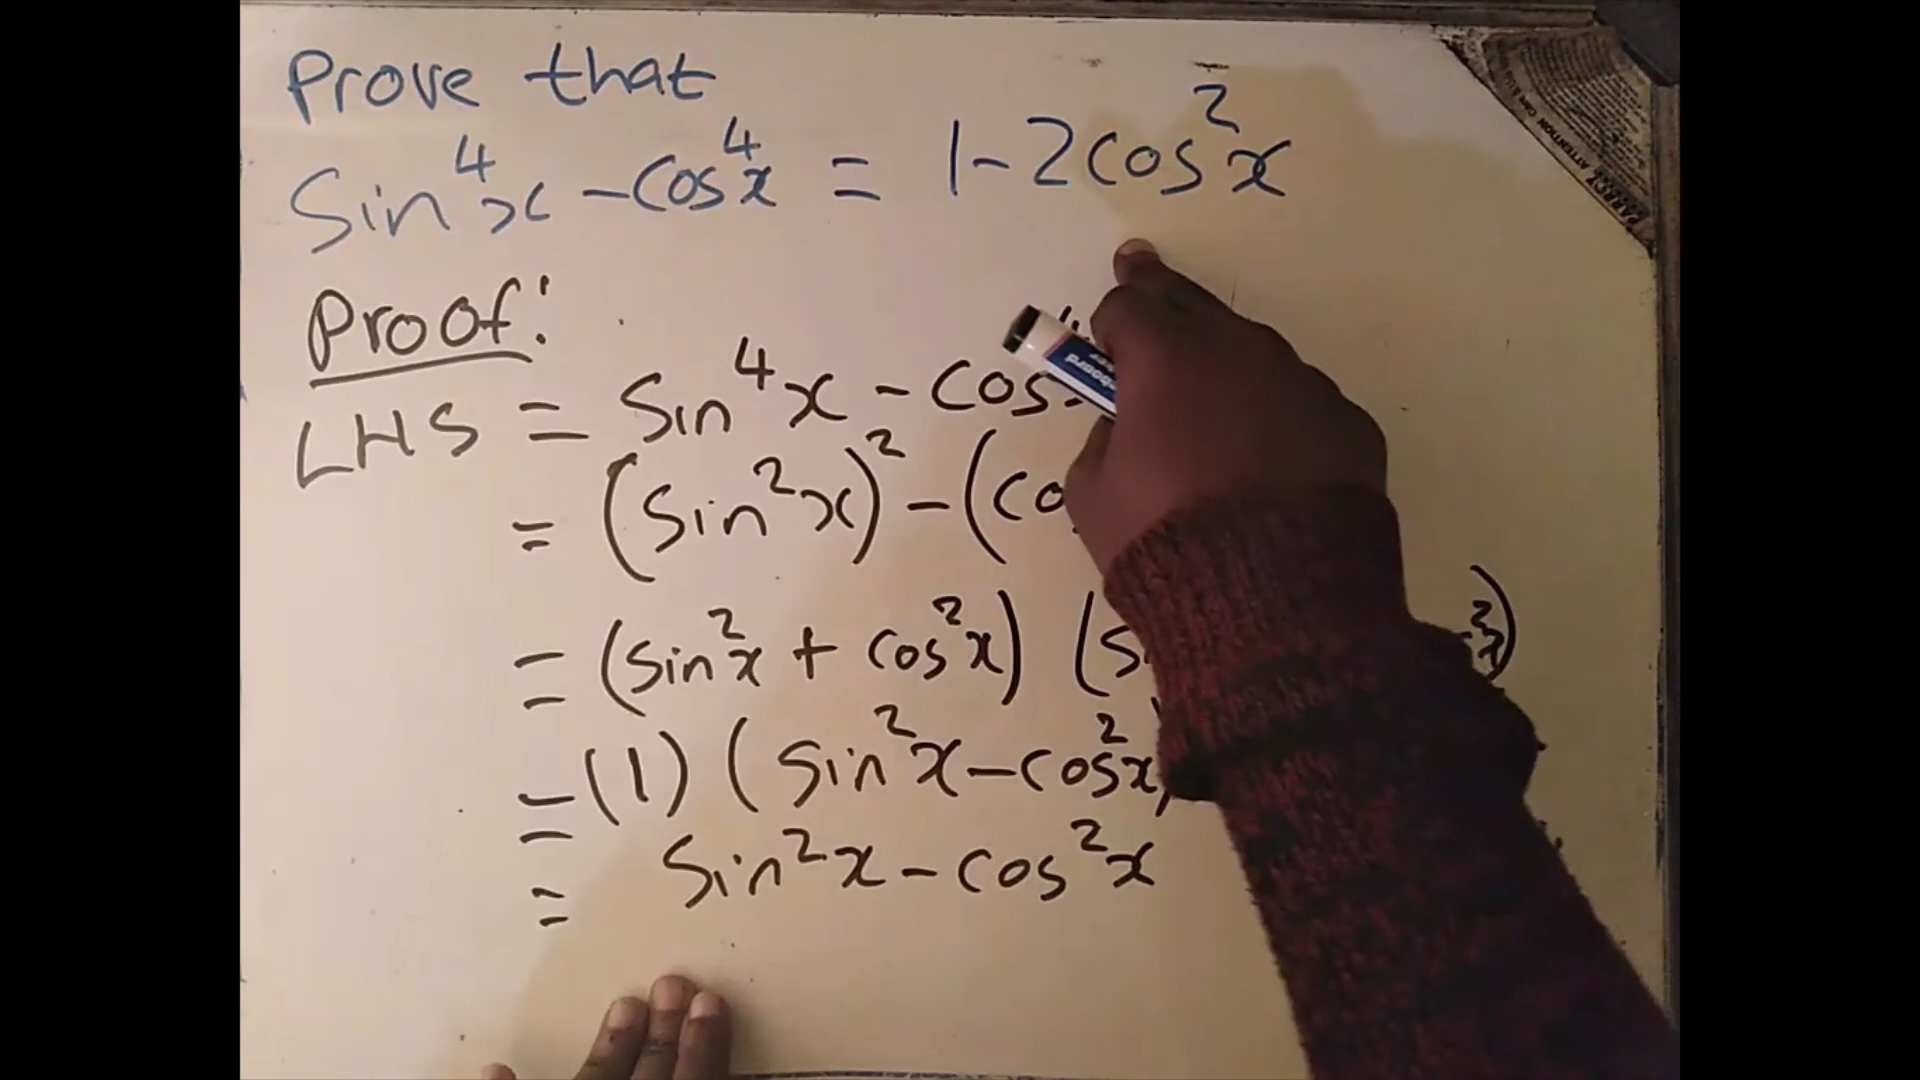 Prove that
Sin⁴x - Cos⁴x = 1 - 2cos²x
Proof:
LHS = Sin⁴x - Cos
= (Sin²x)² - (Co
= (Sin²x + Cos²x) (S
= (1) (Sin²x - Cos²x)
= Sin²x - Cos²x
ATTENTION